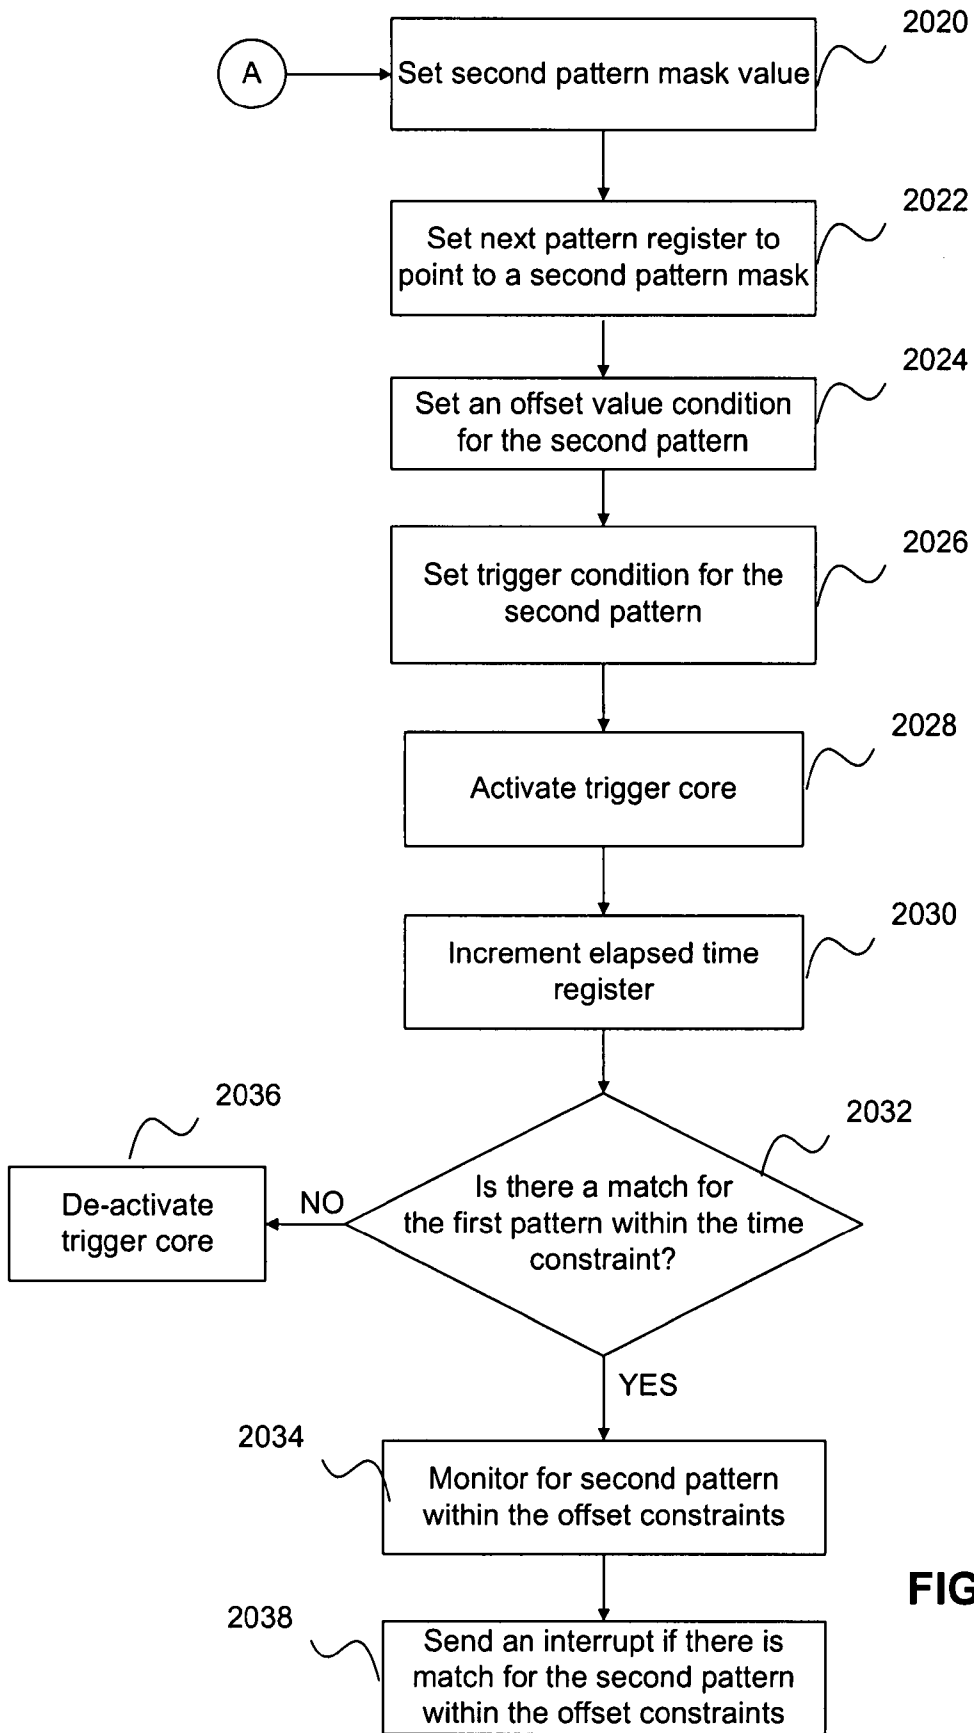 2020
A
Set second pattern mask value
2022
Set next pattern register to
point to a second pattern mask
2024
Set an offset value condition
for the second pattern
2026
Set trigger condition for the
second pattern
2028
Activate trigger core
2030
Increment elapsed time
register
2036
2032
De-activate
trigger core
NO
Is there a match for
the first pattern within the time
constraint?
YES
2034
Monitor for second pattern
within the offset constraints
FIG
2038
Send an interrupt if there is
match for the second pattern
within the offset constraints